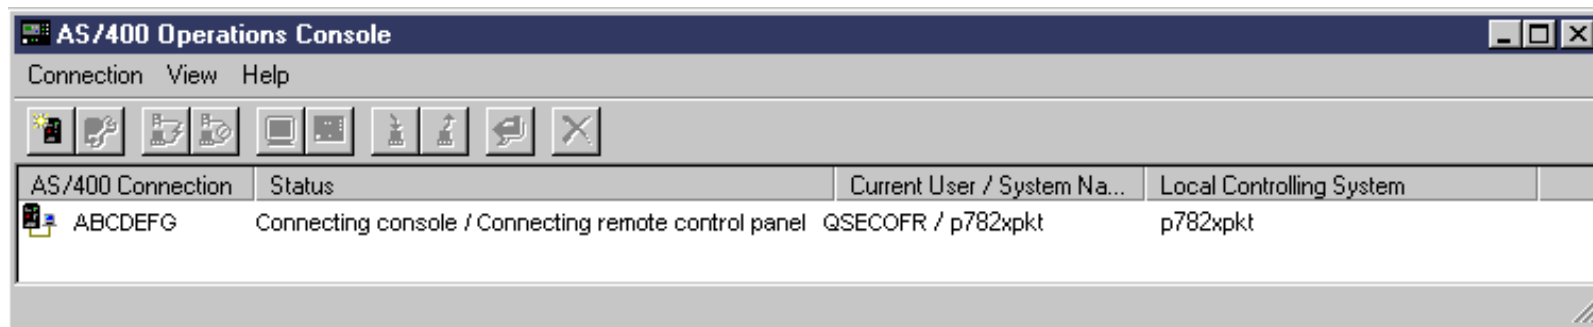 AS/400 Operations Console
Connection View Help
AS/400 Connection Status Current User / System Na... Local Controlling System
ABCDEFG Connecting console / Connecting remote control panel QSECOFR / p782xpkt p782xpkt